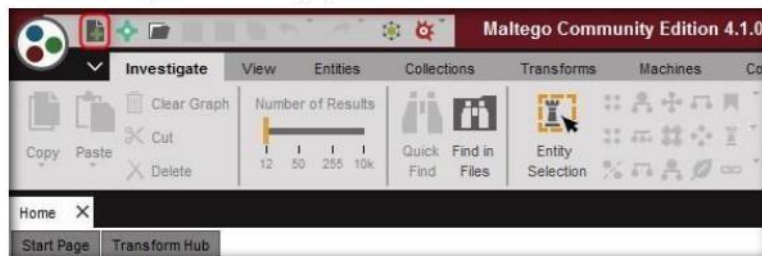 Maltego Community Edition 4.1.0
Investigate View Entities Collections Transforms Machines Co
Copy Paste Clear Graph Cut Delete
Number of Results
12 50 255 10k
Quick Find
Find in Files
Entity Selection
Home X
Start Page Transform Hub